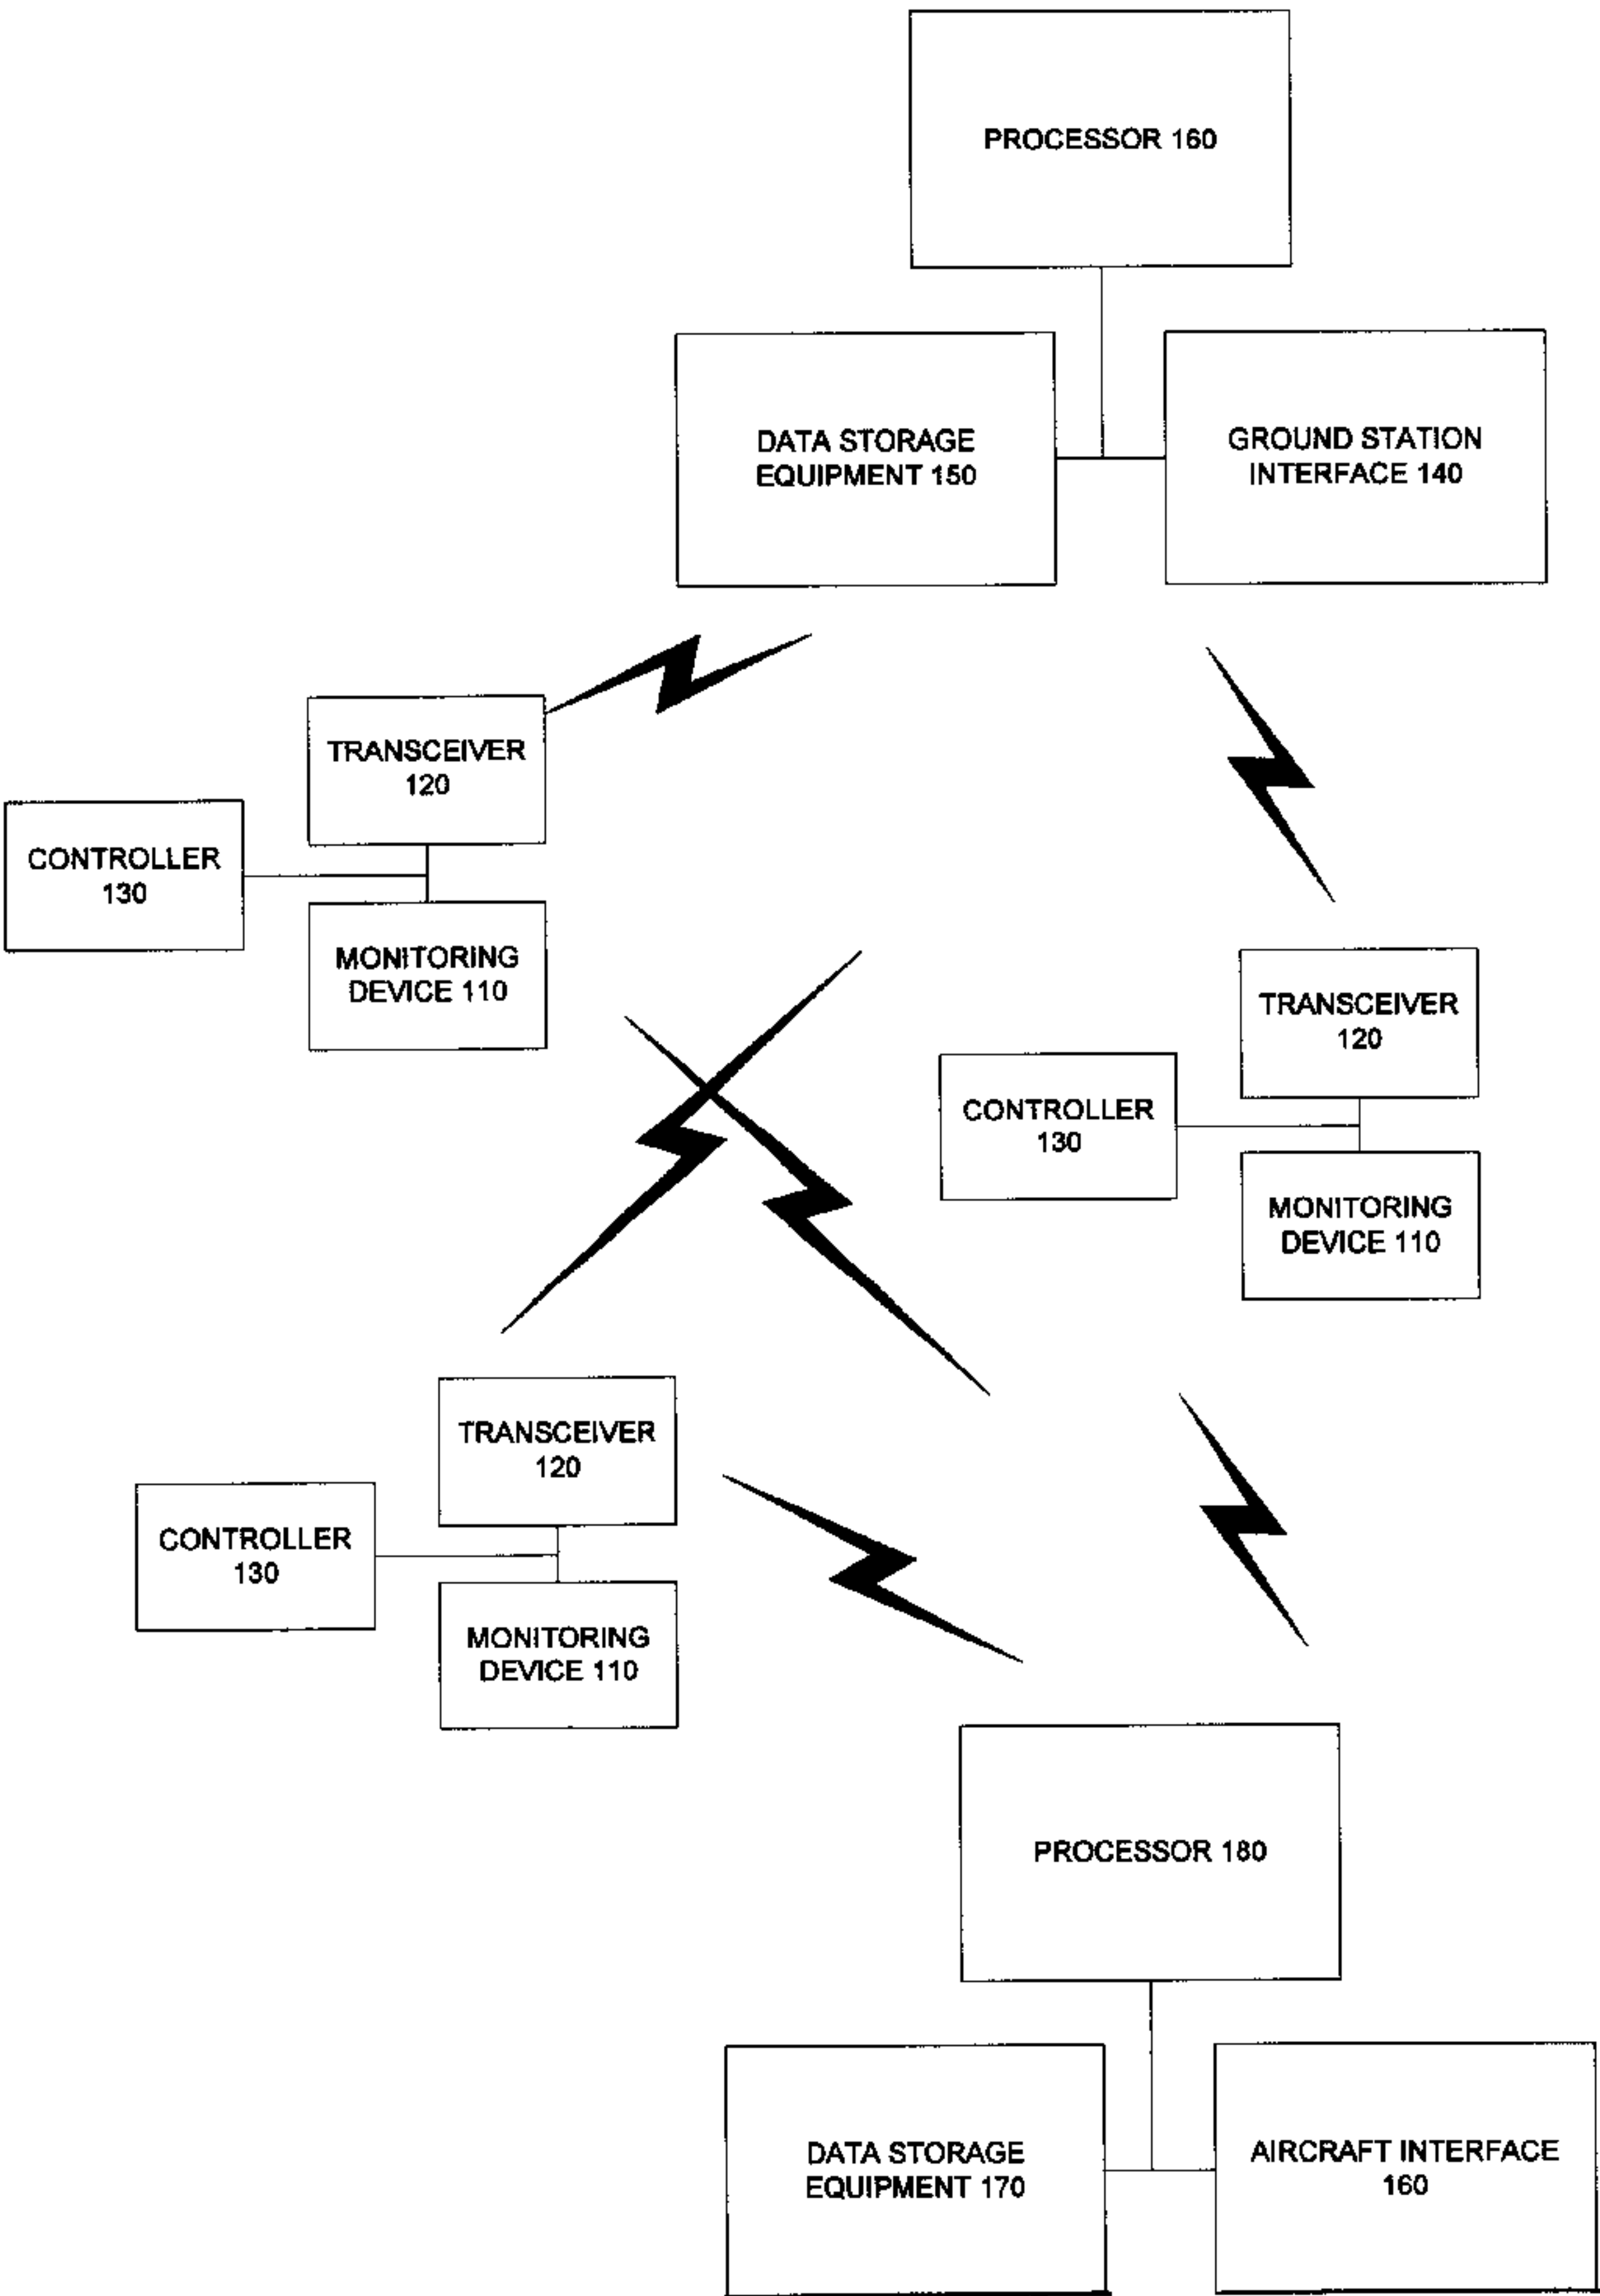 PROCESSOR 160
DATA STORAGE
EQUIPMENT 150
GROUND STATION
INTERFACE 140
TRANSCEIVER
120
CONTROLLER
130
MONITORING
DEVICE 110
TRANSCEIVER
120
CONTROLLER
130
MONITORING
DEVICE 110
TRANSCEIVER
120
CONTROLLER
130
MONITORING
DEVICE 110
PROCESSOR 180
DATA STORAGE
EQUIPMENT 170
AIRCRAFT INTERFACE
160